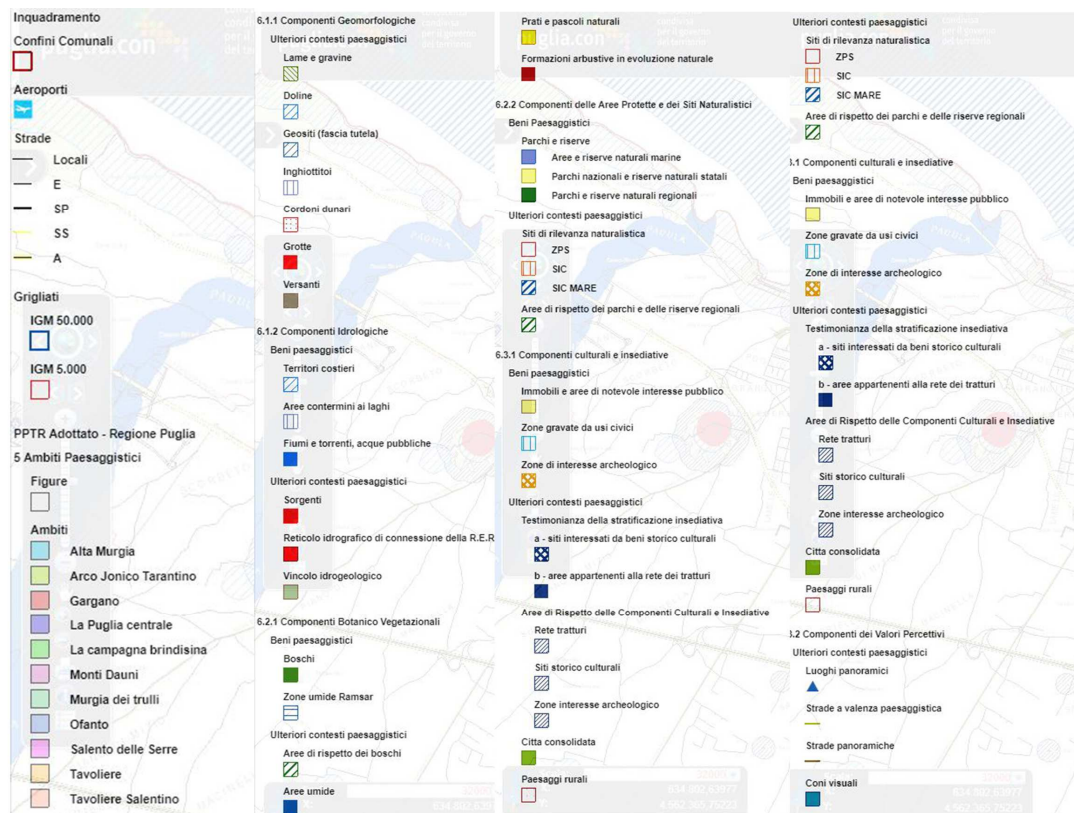 Inquadramento
Confini Comunali
Aeroporti
Strade
Locali
E
SP
SS
A
Grigliati
IGM 50.000
IGM 5.000
PPTR Adottato - Regione Puglia
5 Ambiti Paesaggistici
Figure
Ambiti
Alta Murgia
Arco Jonico Tarantino
Gargano
La Puglia centrale
La campagna brindisina
Monti Dauni
Murgia dei trulli
Ofanto
Salento delle Serre
Tavoliere
Tavoliere Salentino
6.1.1 Componenti Geomorfologiche
Ulteriori contesti paesaggistici
Lame e gravine
Doline
Geositi (fascia tutela)
Inghiottitoi
Cordoni dunari
Grotte
Versanti
6.1.2 Componenti Idrologiche
Beni paesaggistici
Territori costieri
Aree contermini ai laghi
Fiumi e torrenti, acque pubbliche
Ulteriori contesti paesaggistici
Sorgenti
Reticolo idrografico di connessione della R.E.R
Vincolo idrogeologico
6.2.1 Componenti Botanico Vegetazionali
Beni paesaggistici
Boschi
Zone umide Ramsar
Ulteriori contesti paesaggistici
Aree di rispetto dei boschi
Aree umide
Prati e pascoli naturali
Formazioni arbustive in evoluzione naturale
6.2.2 Componenti delle Aree Protette e dei Siti Naturalistici
Beni Paesaggistici
Parchi e riserve
Aree e riserve naturali marine
Parchi nazionali e riserve naturali statali
Parchi e riserve naturali regionali
Ulteriori contesti paesaggistici
Siti di rilevanza naturalistica
ZPS
SIC
SIC MARE
Aree di rispetto dei parchi e delle riserve regionali
6.3.1 Componenti culturali e insediative
Beni paesaggistici
Immobili e aree di notevole interesse pubblico
Zone gravate da usi civici
Zone di interesse archeologico
Ulteriori contesti paesaggistici
Testimonianza della stratificazione insediativa
a - siti interessati da beni storico culturali
b - aree appartenenti alla rete dei tratturi
Aree di Rispetto delle Componenti Culturali e Insediative
Rete tratturi
Siti storico culturali
Zone interesse archeologico
Citta consolidata
Paesaggi rurali
Ulteriori contesti paesaggistici
Siti di rilevanza naturalistica
ZPS
SIC
SIC MARE
Aree di rispetto dei parchi e delle riserve regionali
.3.1 Componenti culturali e insediative
Beni paesaggistici
Immobili e aree di notevole interesse pubblico
Zone gravate da usi civici
Zone di interesse archeologico
Ulteriori contesti paesaggistici
Testimonianza della stratificazione insediativa
a - siti interessati da beni storico culturali
b - aree appartenenti alla rete dei tratturi
Aree di Rispetto delle Componenti Culturali e Insediative
Rete tratturi
Siti storico culturali
Zone interesse archeologico
Citta consolidata
Paesaggi rurali
.3.2 Componenti dei Valori Percettivi
Ulteriori contesti paesaggistici
Luoghi panoramici
Strade a valenza paesaggistica
Strade panoramiche
Coni visuali